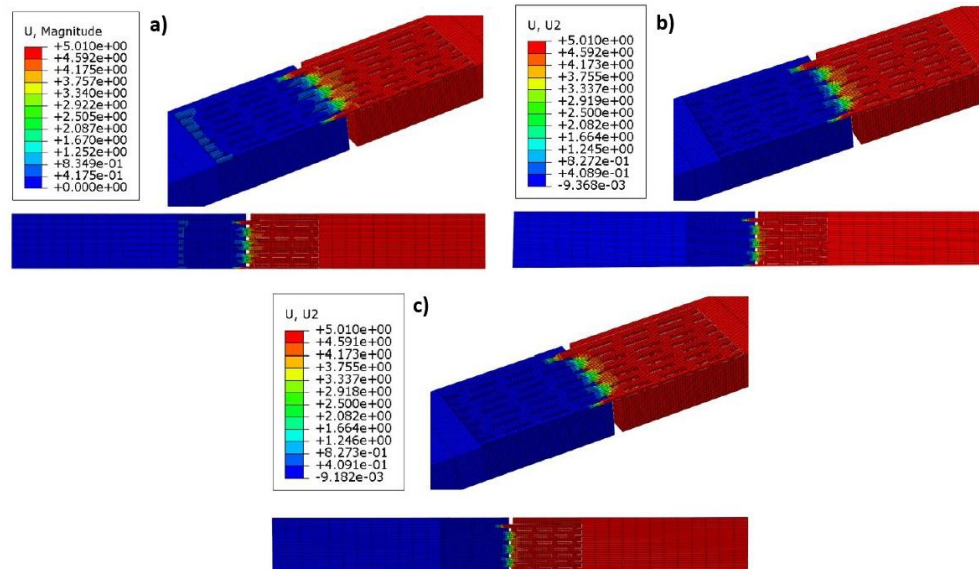 a)
U, Magnitude
+5.010e+00
+4.592e+00
+4.175e+00
+3.757e+00
+3.340e+00
+2.922e+00
+2.505e+00
+2.087e+00
+1.670e+00
+1.252e+00
+8.349e-01
+4.175e-01
+0.000e+00
b)
U, U2
+5.010e+00
+4.592e+00
+4.173e+00
+3.755e+00
+3.337e+00
+2.919e+00
+2.500e+00
+2.082e+00
+1.664e+00
+1.245e+00
+8.272e-01
+4.089e-01
-9.368e-03
c)
U, U2
+5.010e+00
+4.591e+00
+4.173e+00
+3.755e+00
+3.337e+00
+2.918e+00
+2.500e+00
+2.082e+00
+1.664e+00
+1.246e+00
+8.273e-01
+4.091e-01
-9.182e-03